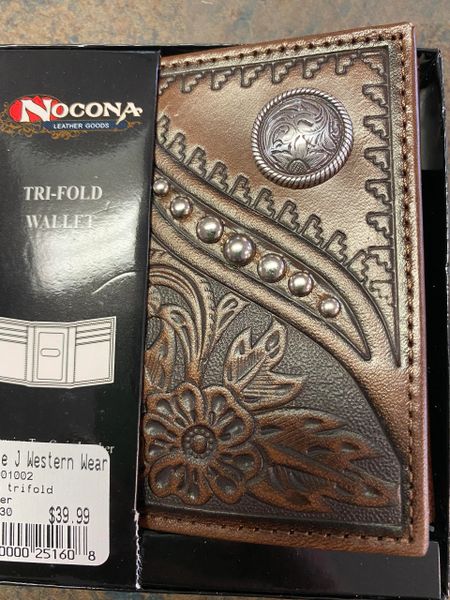 NOCONA
LEATHER GOODS
TRI-FOLD
WALLET
e J Western Wear
01002
trifold
er
30 $39.99
0000 25160 8